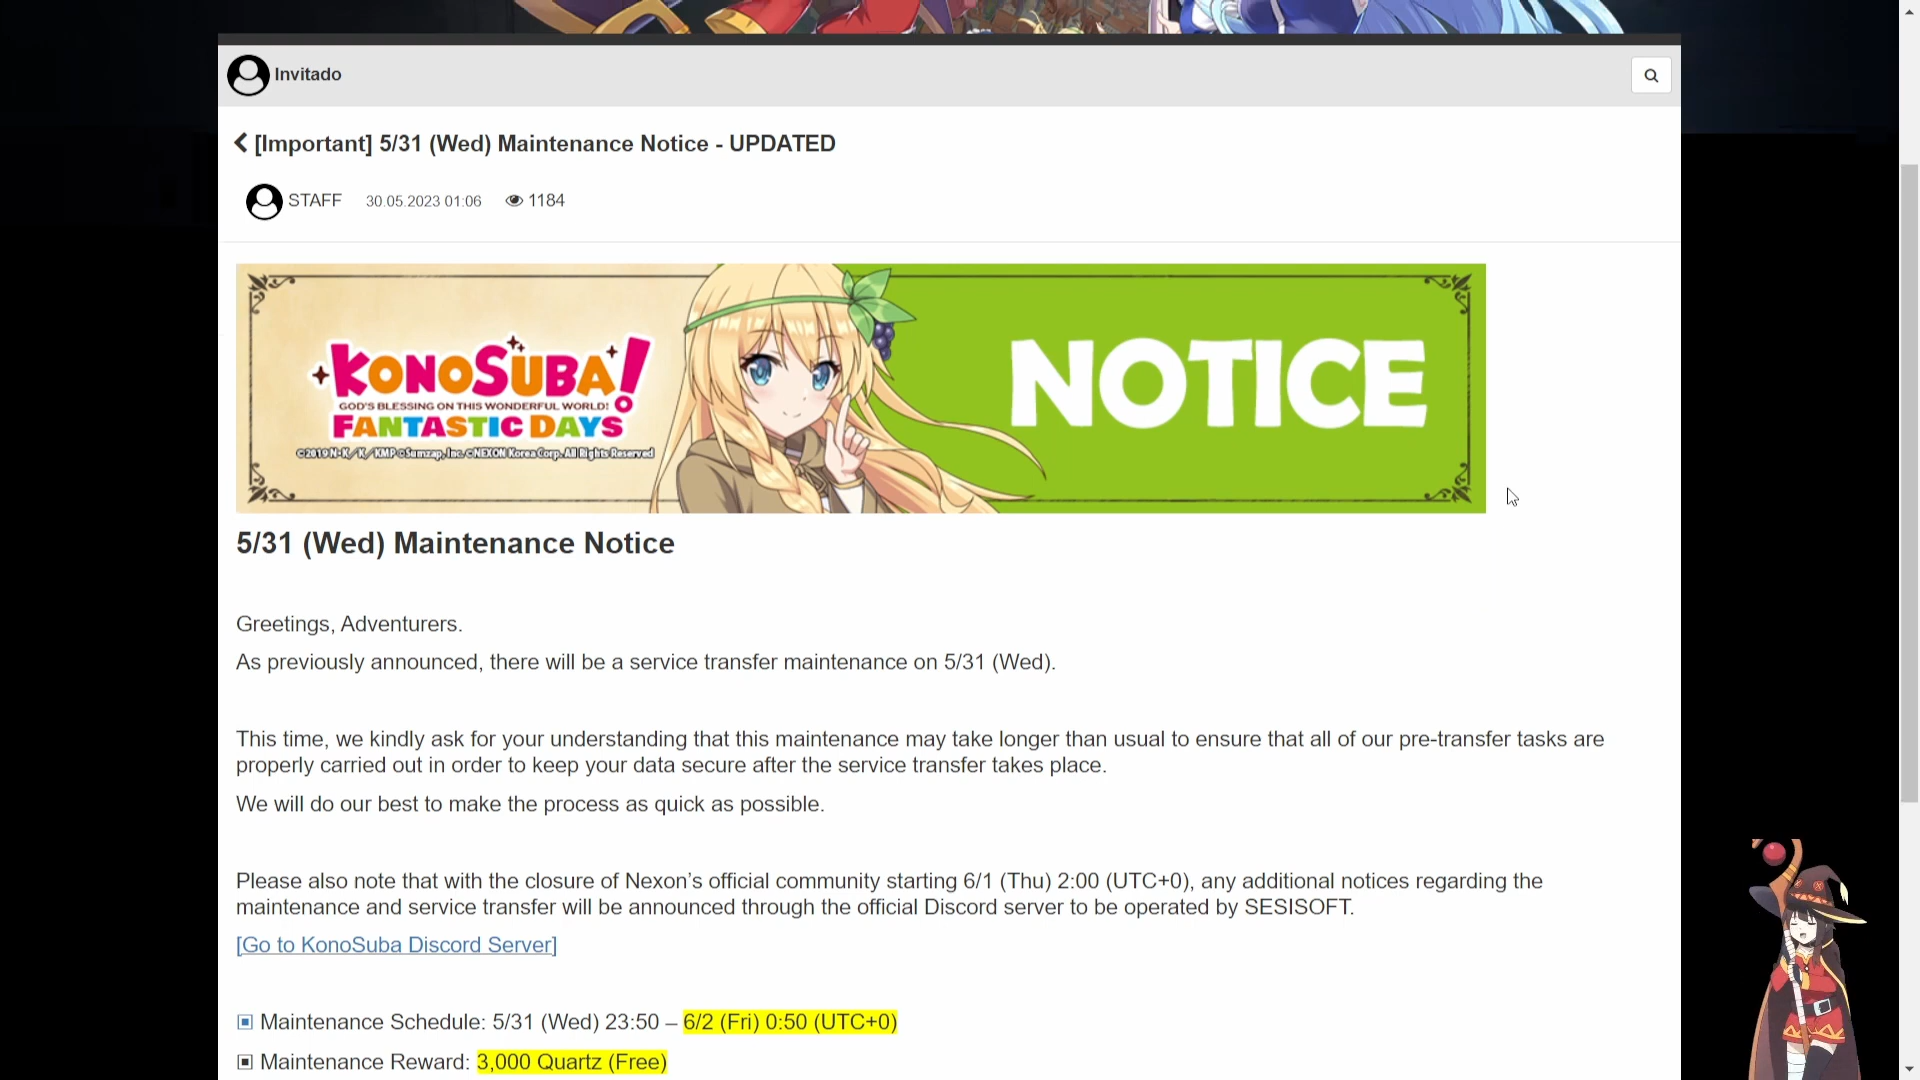 Invitado
[Important] 5/31 (Wed) Maintenance Notice - UPDATED
STAFF 30.05.2023 01:06 1184
KONOSUBA!
GOD'S BLESSING ON THIS WONDERFUL WORLD!
FANTASTIC DAYS
©2019 N・K/K/KMP ©Sumzap, Inc. ©NEXON Korea Corp. All Rights Reserved
NOTICE
5/31 (Wed) Maintenance Notice
Greetings, Adventurers.
As previously announced, there will be a service transfer maintenance on 5/31 (Wed).
This time, we kindly ask for your understanding that this maintenance may take longer than usual to ensure that all of our pre-transfer tasks are
properly carried out in order to keep your data secure after the service transfer takes place.
We will do our best to make the process as quick as possible.
Please also note that with the closure of Nexon’s official community starting 6/1 (Thu) 2:00 (UTC+0), any additional notices regarding the
maintenance and service transfer will be announced through the official Discord server to be operated by SESISOFT.
[Go to KonoSuba Discord Server]
▣ Maintenance Schedule: 5/31 (Wed) 23:50 – 6/2 (Fri) 0:50 (UTC+0)
▣ Maintenance Reward: 3,000 Quartz (Free)